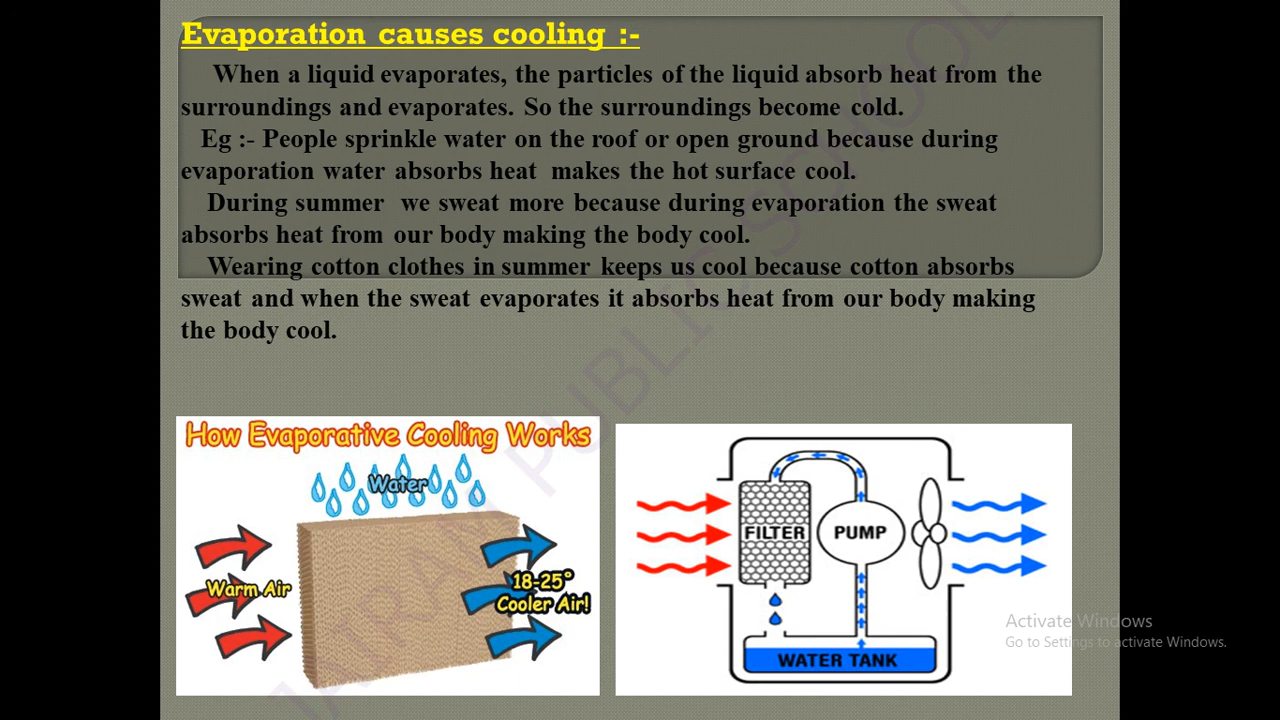 Evaporation causes cooling :-
When a liquid evaporates, the particles of the liquid absorb heat from the
surroundings and evaporates. So the surroundings become cold.
Eg :- People sprinkle water on the roof or open ground because during
evaporation water absorbs heat makes the hot surface cool.
During summer we sweat more because during evaporation the sweat
absorbs heat from our body making the body cool.
Wearing cotton clothes in summer keeps us cool because cotton absorbs
sweat and when the sweat evaporates it absorbs heat from our body making
the body cool.
How Evaporative Cooling Works
Water
Warm Air
18-25°
Cooler Air!
FILTER
PUMP
WATER TANK
Activate Windows
Go to Settings to activate Windows.
PUBLIC SCHOOL